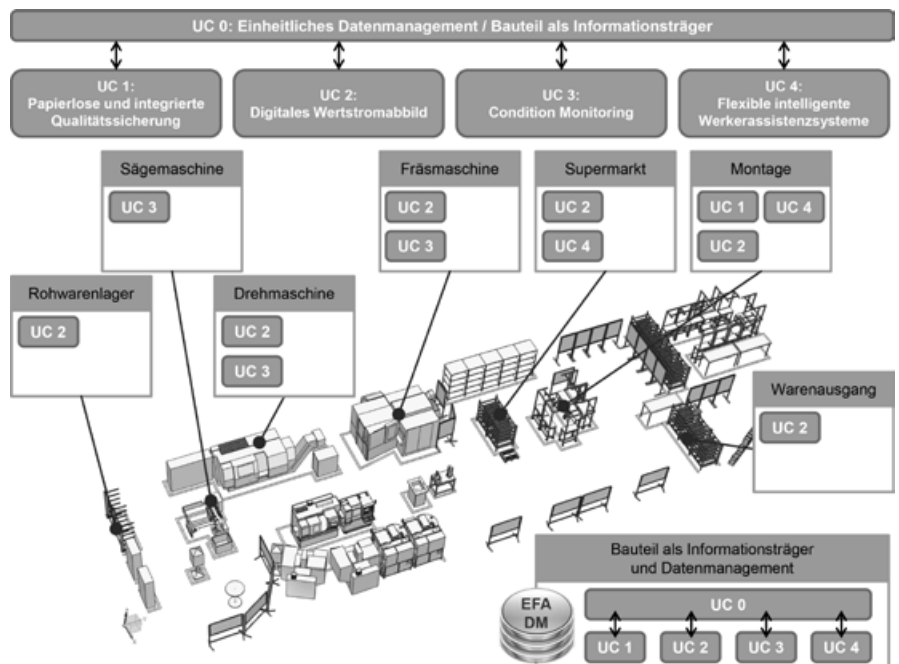 UC 0: Einheitliches Datenmanagement / Bauteil als Informationsträger
UC 1:
Papierlose und integrierte
Qualitätssicherung
UC 2:
Digitales Wertstromabbild
UC 3:
Condition Monitoring
UC 4:
Flexible intelligente
Werkerassistenzsysteme
Sägemaschine
UC 3
Fräsmaschine
UC 2
UC 3
Supermarkt
UC 2
UC 4
Montage
UC 1 UC 4
UC 2
Rohwarenlager
UC 2
Drehmaschine
UC 2
UC 3
Warenausgang
UC 2
Bauteil als Informationsträger
und Datenmanagement
EFA
DM
UC 0
UC 1 UC 2 UC 3 UC 4